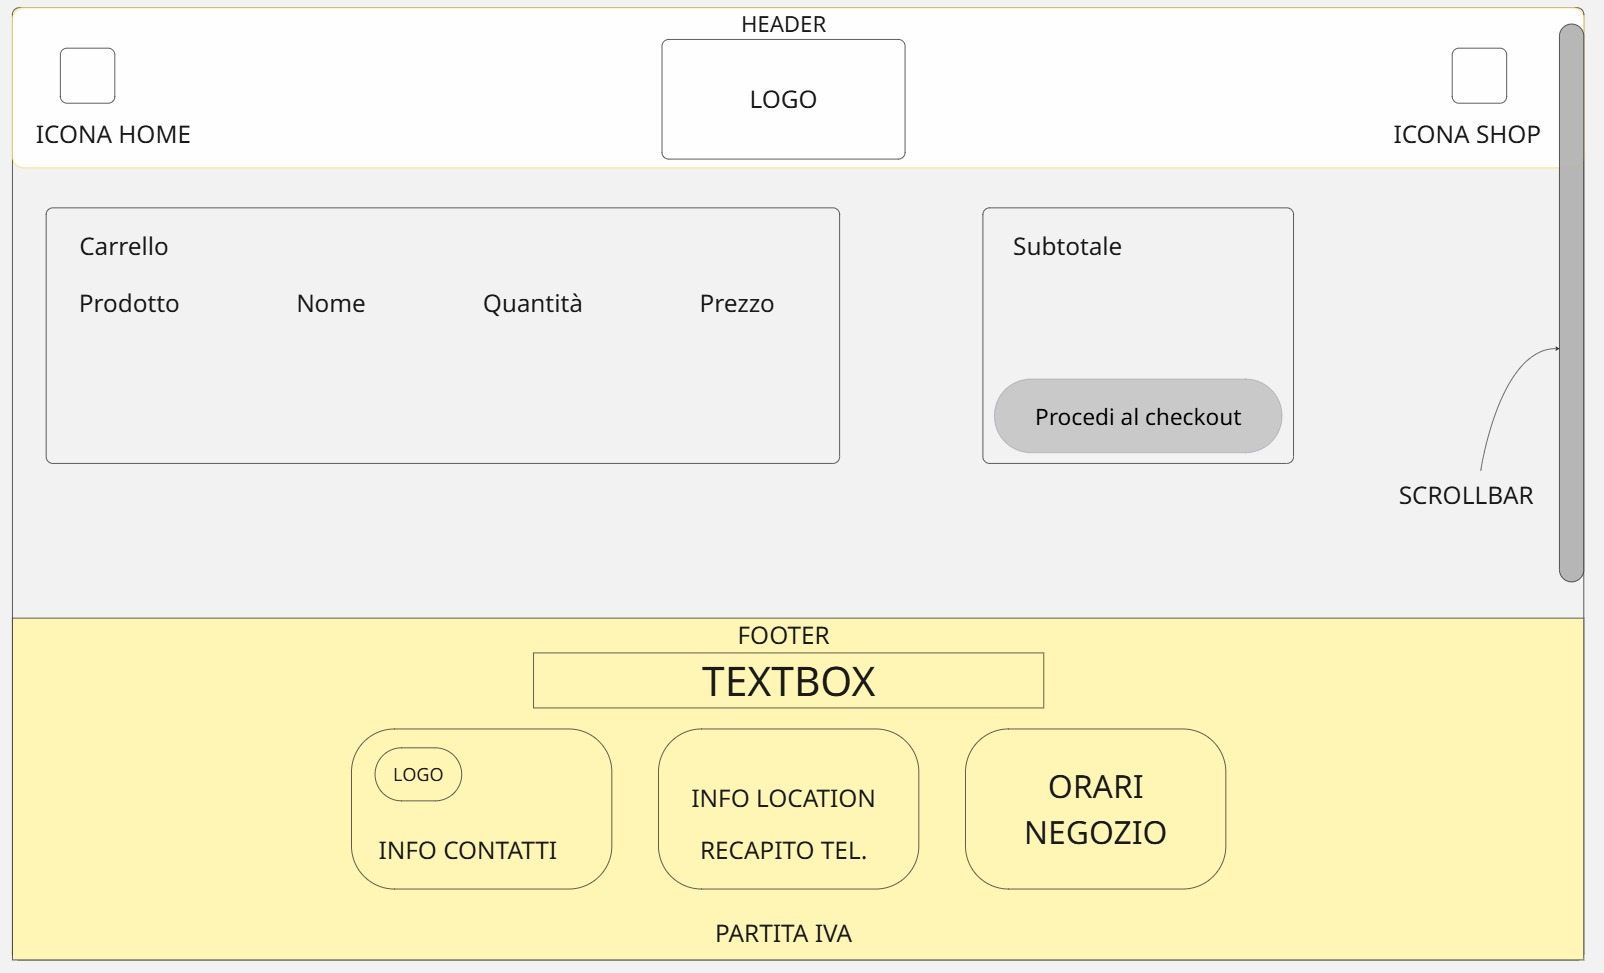 HEADER
LOGO
ICONA HOME
ICONA SHOP
Carrello
Prodotto Nome Quantità Prezzo
Subtotale
Procedi al checkout
SCROLLBAR
FOOTER
TEXTBOX
LOGO
INFO CONTATTI
INFO LOCATION
RECAPITO TEL.
ORARI
NEGOZIO
PARTITA IVA